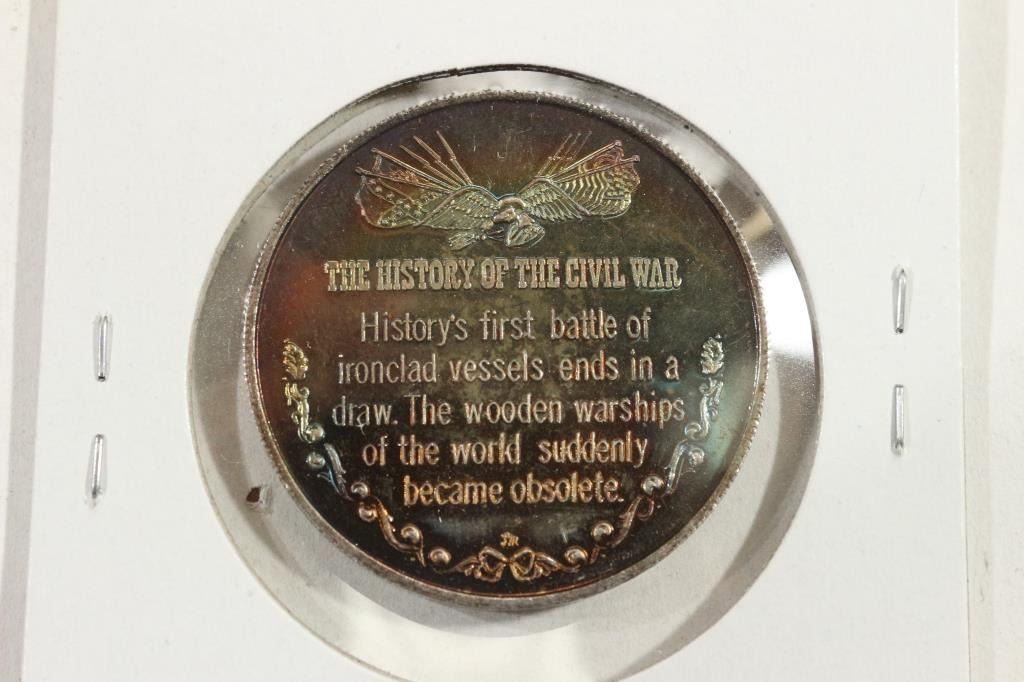 THE HISTORY OF THE CIVIL WAR
History's first battle of
ironclad vessels ends in a
draw. The wooden warships
of the world suddenly
became obsolete.